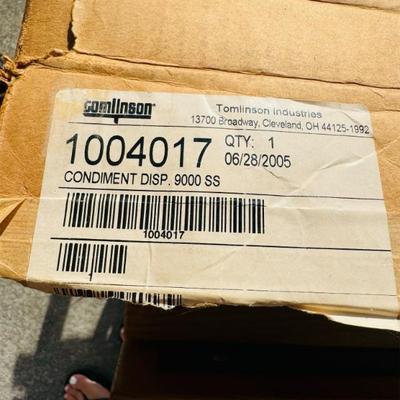 tomlinson®
Tomlinson Industries
13700 Broadway, Cleveland, OH 44125-1992
1004017 QTY: 1
06/28/2005
CONDIMENT DISP. 9000 SS
1004017
1